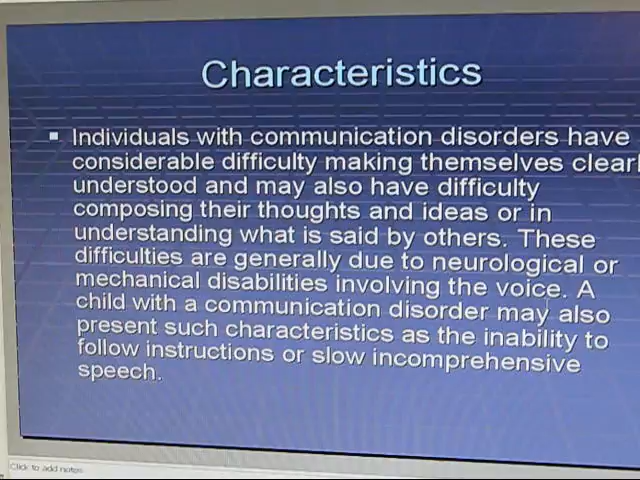 Characteristics
Individuals with communication disorders have
considerable difficulty making themselves clearl
understood and may also have difficulty
composing their thoughts and ideas or in
understanding what is said by others. These
difficulties are generally due to neurological or
mechanical disabilities involving the voice. A
child with a communication disorder may also
present such characteristics as the inability to
follow instructions or slow incomprehensive
speech.
Click to add notes